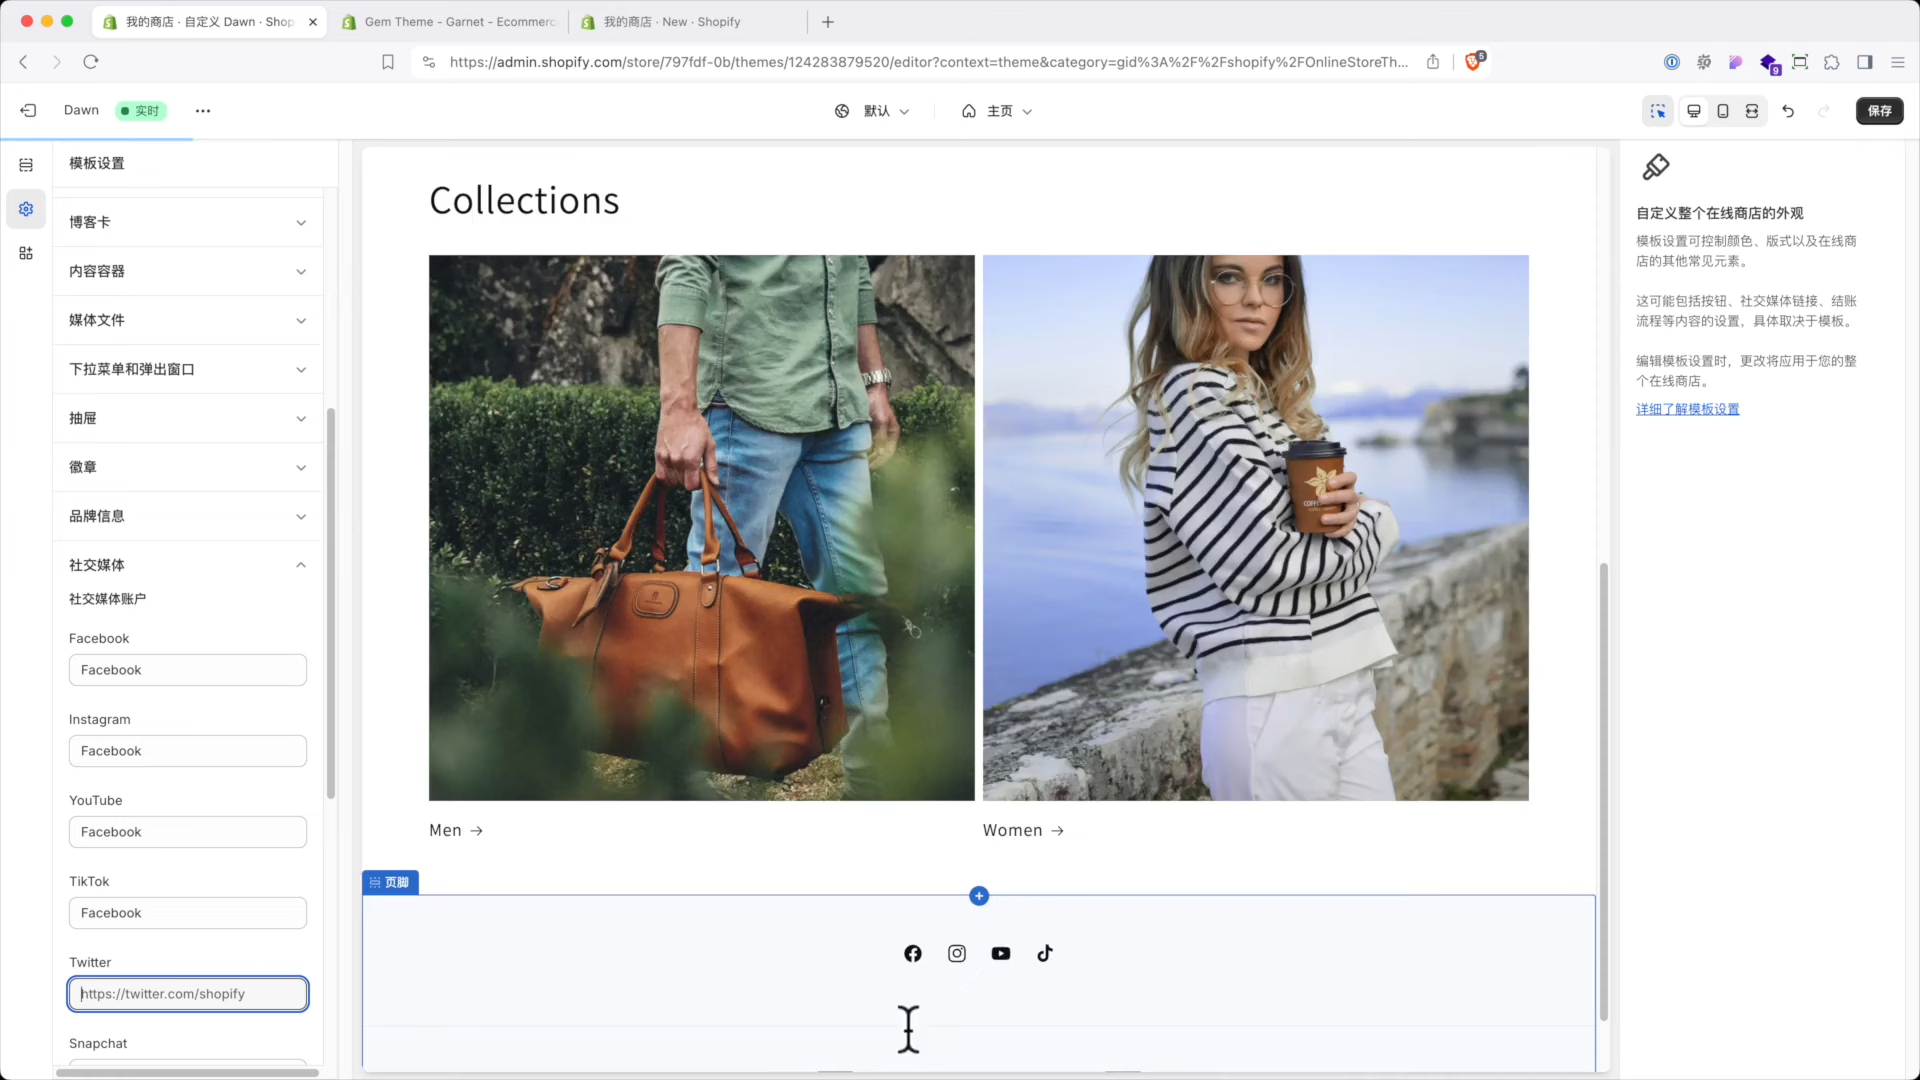 我的商店 · 自定义 Dawn · Shop
Gem Theme - Garnet - Ecommerc
我的商店 · New · Shopify
https://admin.shopify.com/store/797fdf-0b/themes/124283879520/editor?context=theme&category=gid%3A%2F%2Fshopify%2FOnlineStoreTh...
5
9
Dawn
实时
默认
主页
保存
模板设置
博客卡
内容容器
媒体文件
下拉菜单和弹出窗口
抽屉
徽章
品牌信息
社交媒体
社交媒体账户
Facebook
Facebook
Instagram
Facebook
YouTube
Facebook
TikTok
Facebook
Twitter
https://twitter.com/shopify
Snapchat
Collections
Men →
Women →
页脚
自定义整个在线商店的外观
模板设置可控制颜色、版式以及在线商
店的其他常见元素。
这可能包括按钮、社交媒体链接、结账
流程等内容的设置，具体取决于模板。
编辑模板设置时，更改将应用于您的整
个在线商店。
详细了解模板设置